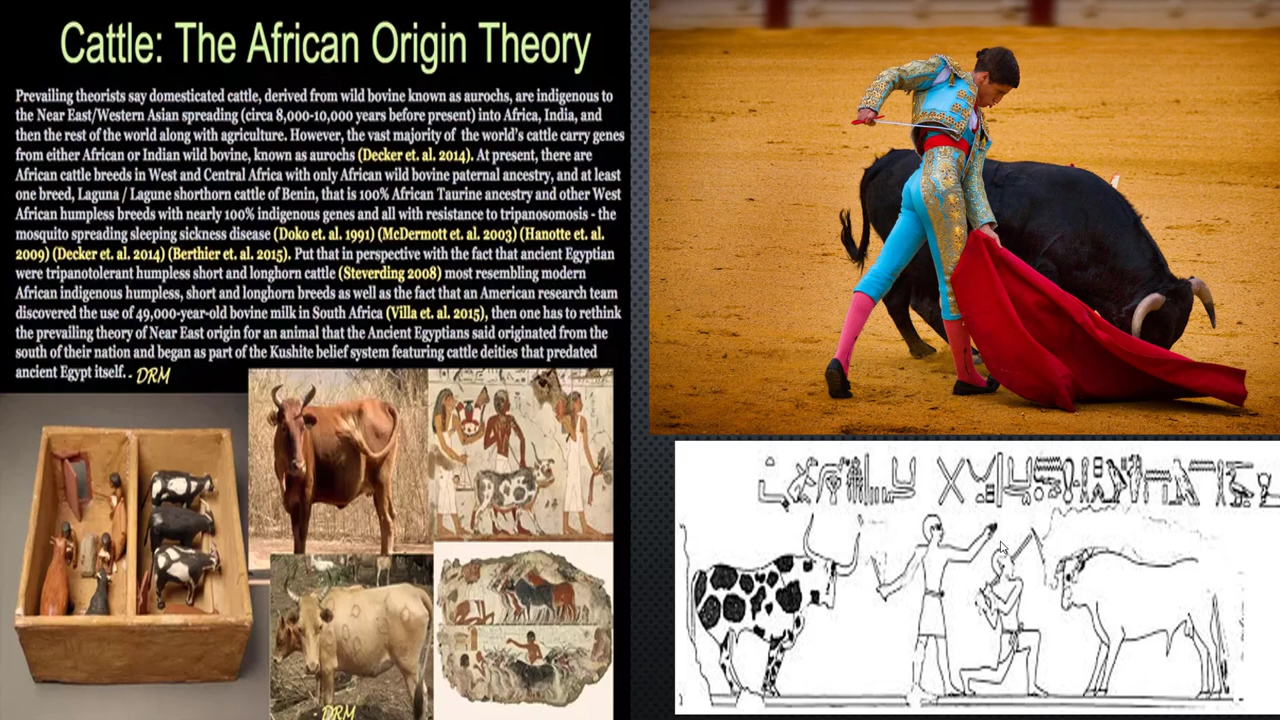 Cattle: The African Origin Theory
Prevailing theorists say domesticated cattle, derived from wild bovine known as aurochs, are indigenous to
the Near East/Western Asian spreading (circa 8,000-10,000 years before present) into Africa, India, and
then the rest of the world along with agriculture. However, the vast majority of the world's cattle carry genes
from either African or Indian wild bovine, known as aurochs (Decker et. al. 2014). At present, there are
African cattle breeds in West and Central Africa with only African wild bovine paternal ancestry, and at least
one breed, Laguna / Lagune shorthorn cattle of Benin, that is 100% African Taurine ancestry and other West
African humpless breeds with nearly 100% indigenous genes and all with resistance to tripanosomosis - the
mosquito spreading sleeping sickness disease (Doko et. al. 1991) (McDermott et. al. 2003) (Hanotte et. al.
2009) (Decker et. al. 2014) (Berthier et. al. 2015). Put that in perspective with the fact that ancient Egyptian
were tripanotolerant humpless short and longhorn cattle (Steverding 2008) most resembling modern
African indigenous humpless, short and longhorn breeds as well as the fact that an American research team
discovered the use of 49,000-year-old bovine milk in South Africa (Villa et. al. 2015), then one has to rethink
the prevailing theory of Near East origin for an animal that the Ancient Egyptians said originated from the
south of their nation and began as part of the Kushite belief system featuring cattle deities that predated
ancient Egypt itself. - DRM
DRM